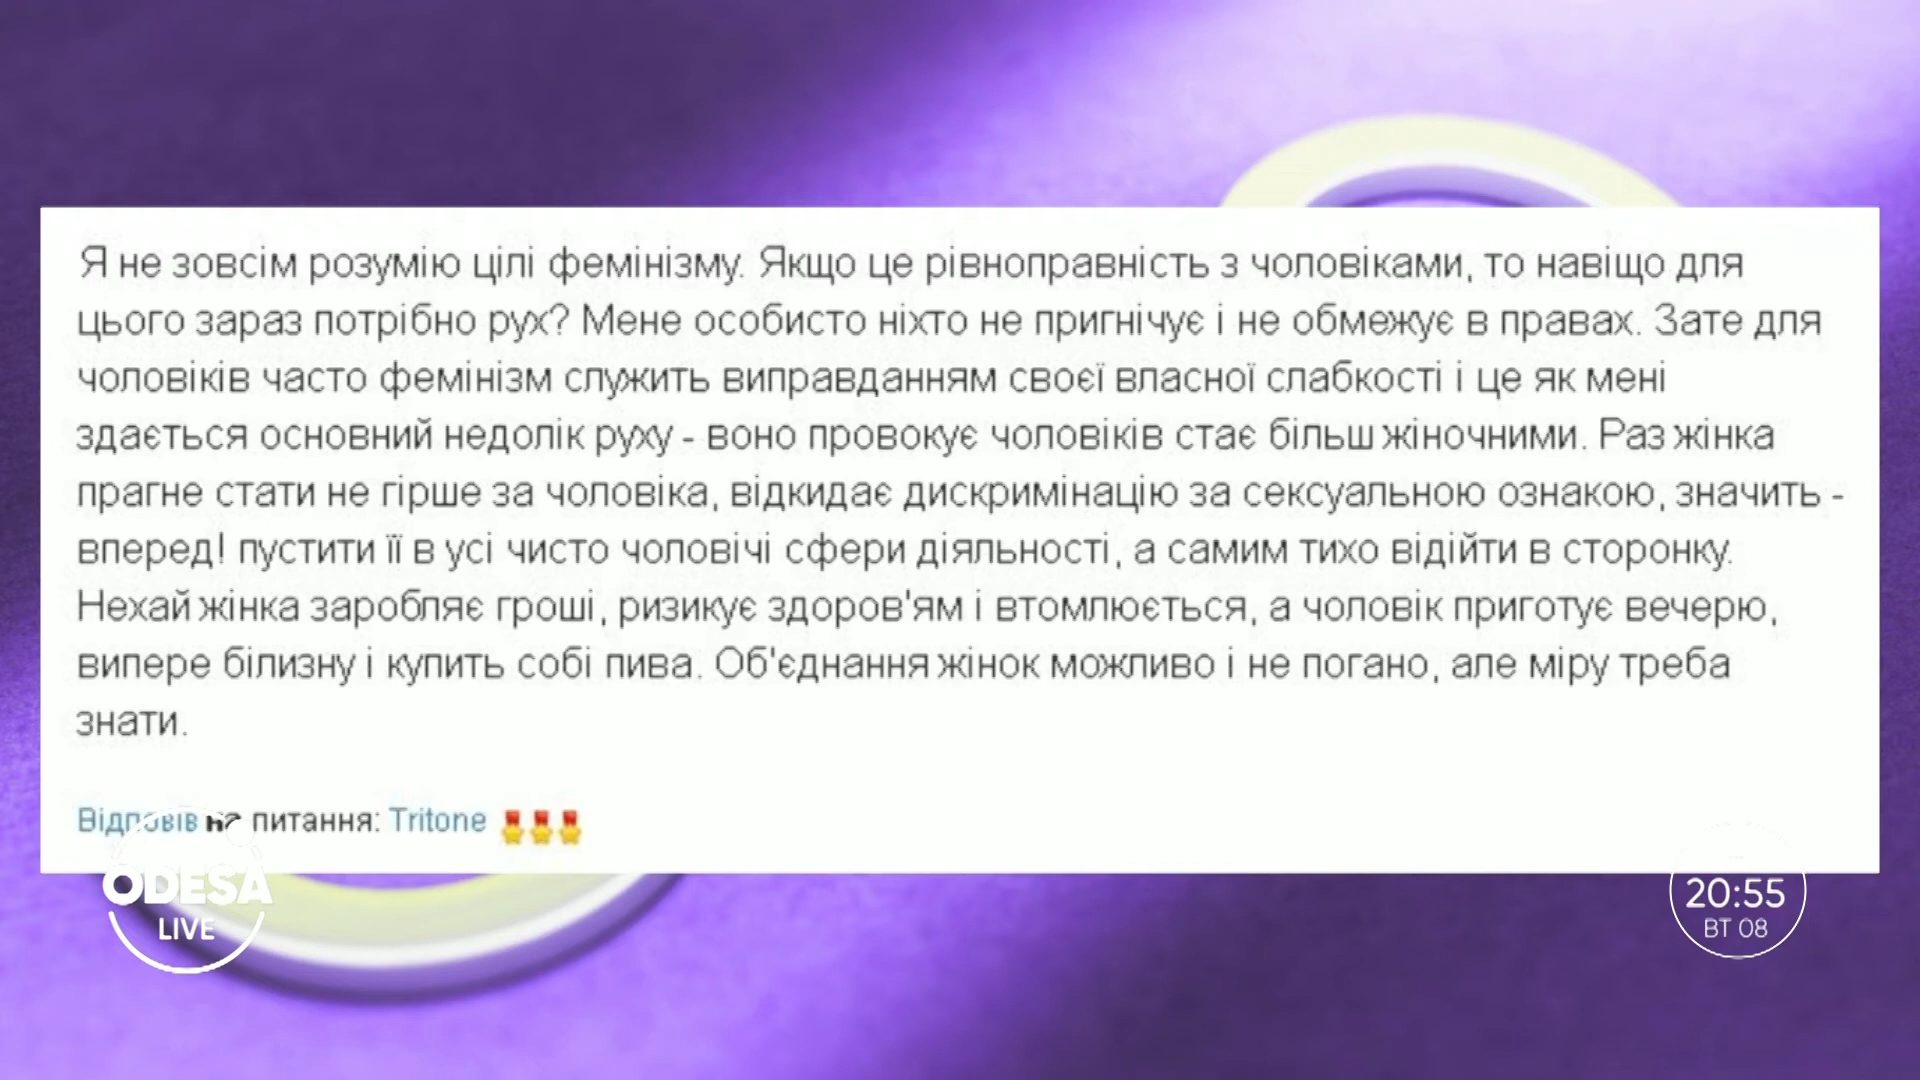 Я не зовсім розумію цілі фемінізму. Якщо це рівноправність з чоловіками, то навіщо для
цього зараз потрібно рух? Мене особисто ніхто не пригнічує і не обмежує в правах. Зате для
чоловіків часто фемінізм служить виправданням своєї власної слабкості і це як мені
здається основний недолік руху - воно провокує чоловіків стає більш жіночними. Раз жінка
прагне стати не гірше за чоловіка, відкидає дискримінацію за сексуальною ознакою, значить -
вперед! пустити її в усі чисто чоловічі сфери діяльності, а самим тихо відійти в сторонку.
Нехай жінка заробляє гроші, ризикує здоров'ям і втомлюється, а чоловік приготує вечерю,
випере білизну і купить собі пива. Об'єднання жінок можливо і не погано, але міру треба
знати.
Відповів на питання: Tritone
ODESA
LIVE
20:55
ВТ 08